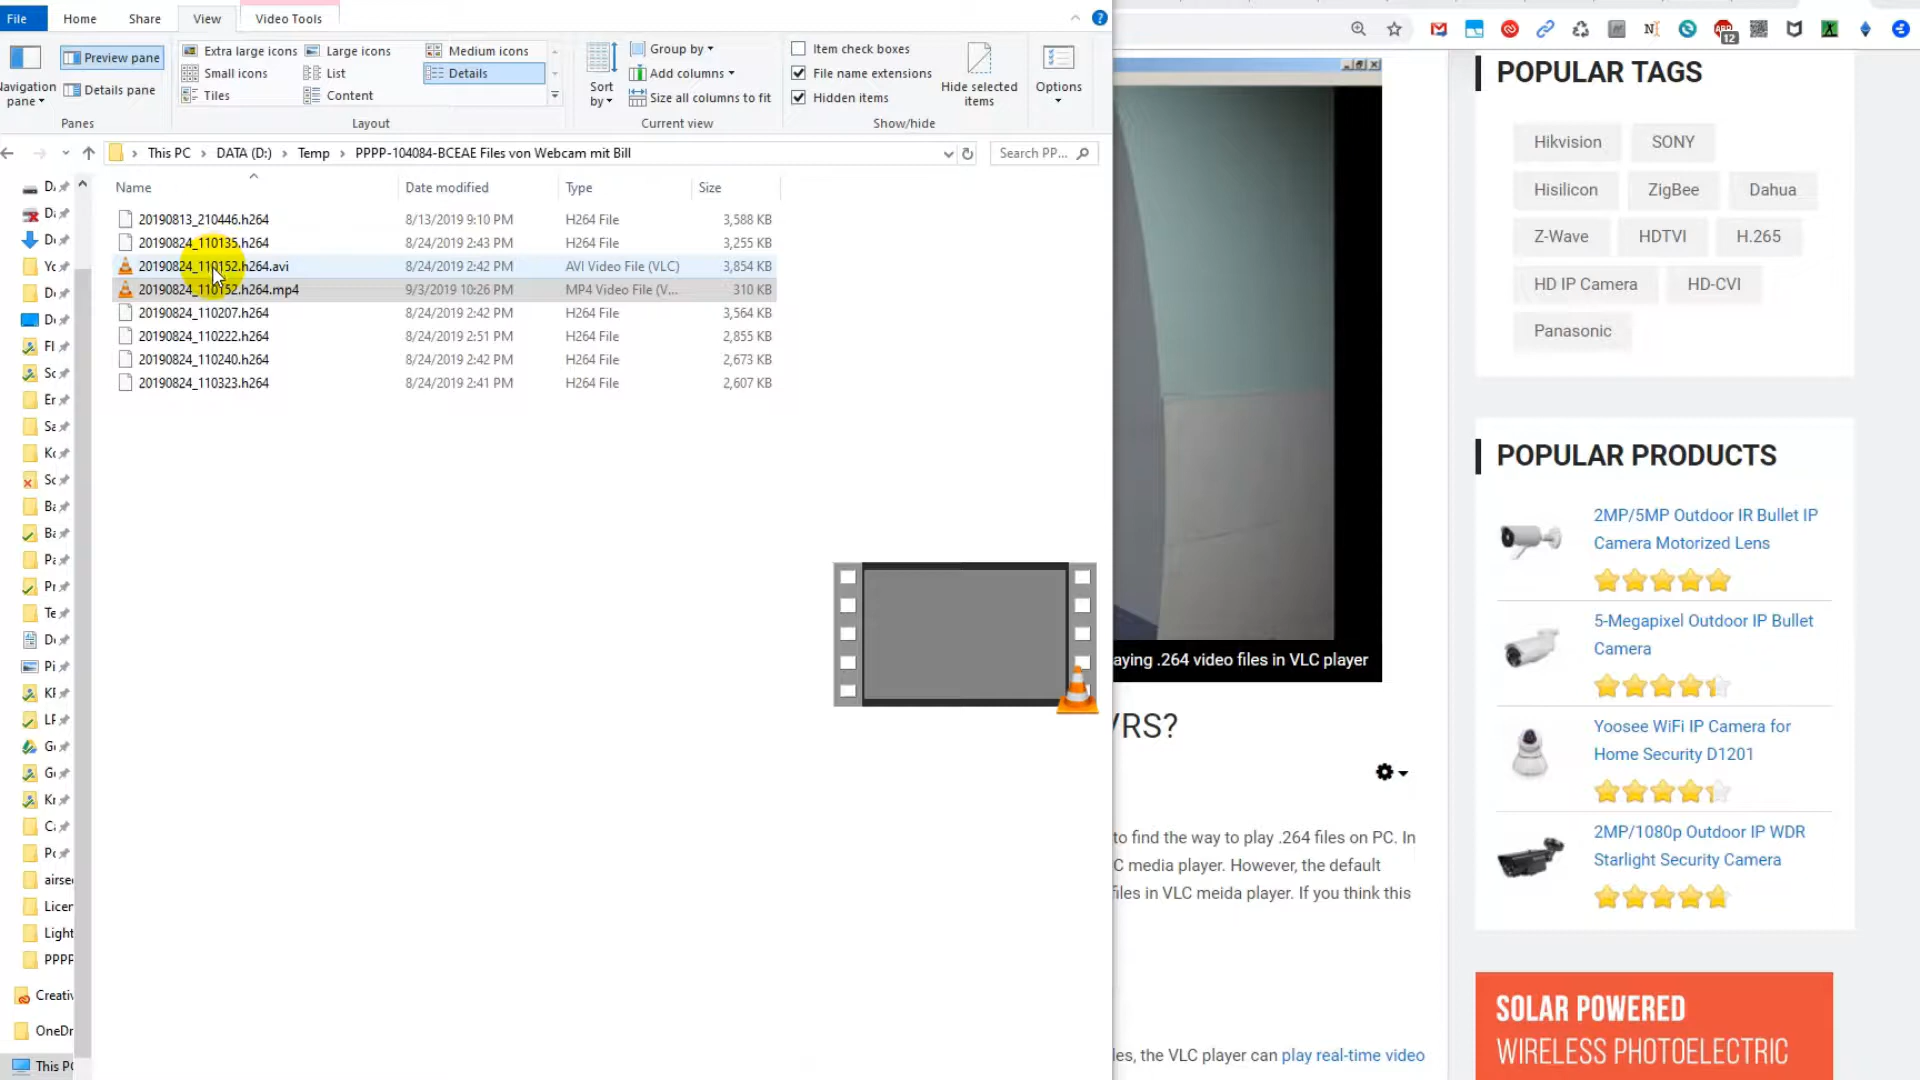 File
Home
Share
View
Video Tools
Navigation
pane
Preview pane
Details pane
Panes
Extra large icons
Large icons
Medium icons
Small icons
List
Details
Tiles
Content
Layout
Sort
by
Group by
Add columns
Size all columns to fit
Current view
Item check boxes
File name extensions
Hidden items
Hide selected
items
Show/hide
Options
This PC
DATA (D:)
Temp
PPPP-104084-BCEAE Files von Webcam mit Bill
Search PP...
Name
Date modified
Type
Size
20190813_210446.h264 8/13/2019 9:10 PM H264 File 3,588 KB
20190824_110135.h264 8/24/2019 2:43 PM H264 File 3,255 KB
20190824_110152.h264.avi 8/24/2019 2:42 PM AVI Video File (VLC) 3,854 KB
20190824_110152.h264.mp4 9/3/2019 10:26 PM MP4 Video File (V... 310 KB
20190824_110207.h264 8/24/2019 2:42 PM H264 File 3,564 KB
20190824_110222.h264 8/24/2019 2:51 PM H264 File 2,855 KB
20190824_110240.h264 8/24/2019 2:42 PM H264 File 2,673 KB
20190824_110323.h264 8/24/2019 2:41 PM H264 File 2,607 KB
airse
Licen
Light
PPPP
Creativ
OneDr
This PC
12
aying .264 video files in VLC player
VRS?
to find the way to play .264 files on PC. In
C media player. However, the default
files in VLC meida player. If you think this
les, the VLC player can play real-time video
POPULAR TAGS
Hikvision
SONY
Hisilicon
ZigBee
Dahua
Z-Wave
HDTVI
H.265
HD IP Camera
HD-CVI
Panasonic
POPULAR PRODUCTS
2MP/5MP Outdoor IR Bullet IP
Camera Motorized Lens
5-Megapixel Outdoor IP Bullet
Camera
Yoosee WiFi IP Camera for
Home Security D1201
2MP/1080p Outdoor IP WDR
Starlight Security Camera
SOLAR POWERED
WIRELESS PHOTOELECTRIC